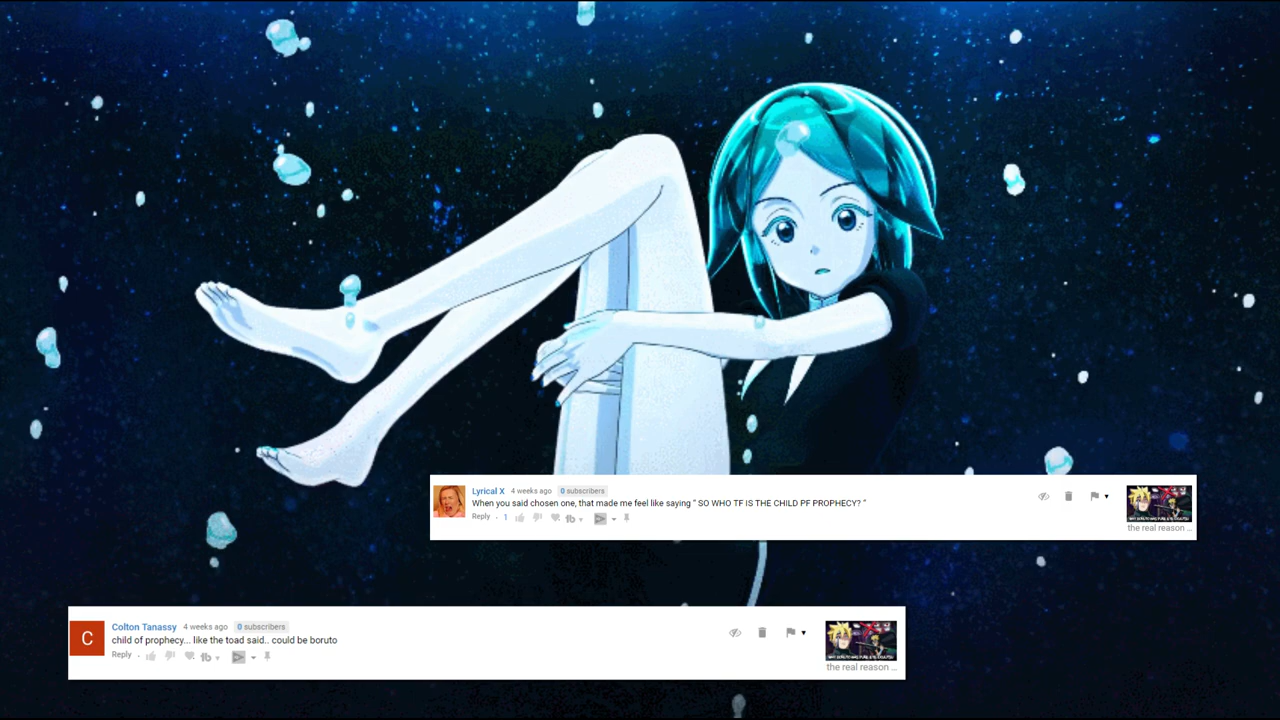 Lyrical X 4 weeks ago 0 subscribers
When you said chosen one, that made me feel like saying " SO WHO TF IS THE CHILD PF PROPHECY? "
Reply · 1
the real reason ...
Colton Tanassy 4 weeks ago 0 subscribers
C
child of prophecy... like the toad said.. could be boruto
Reply ·
the real reason ...